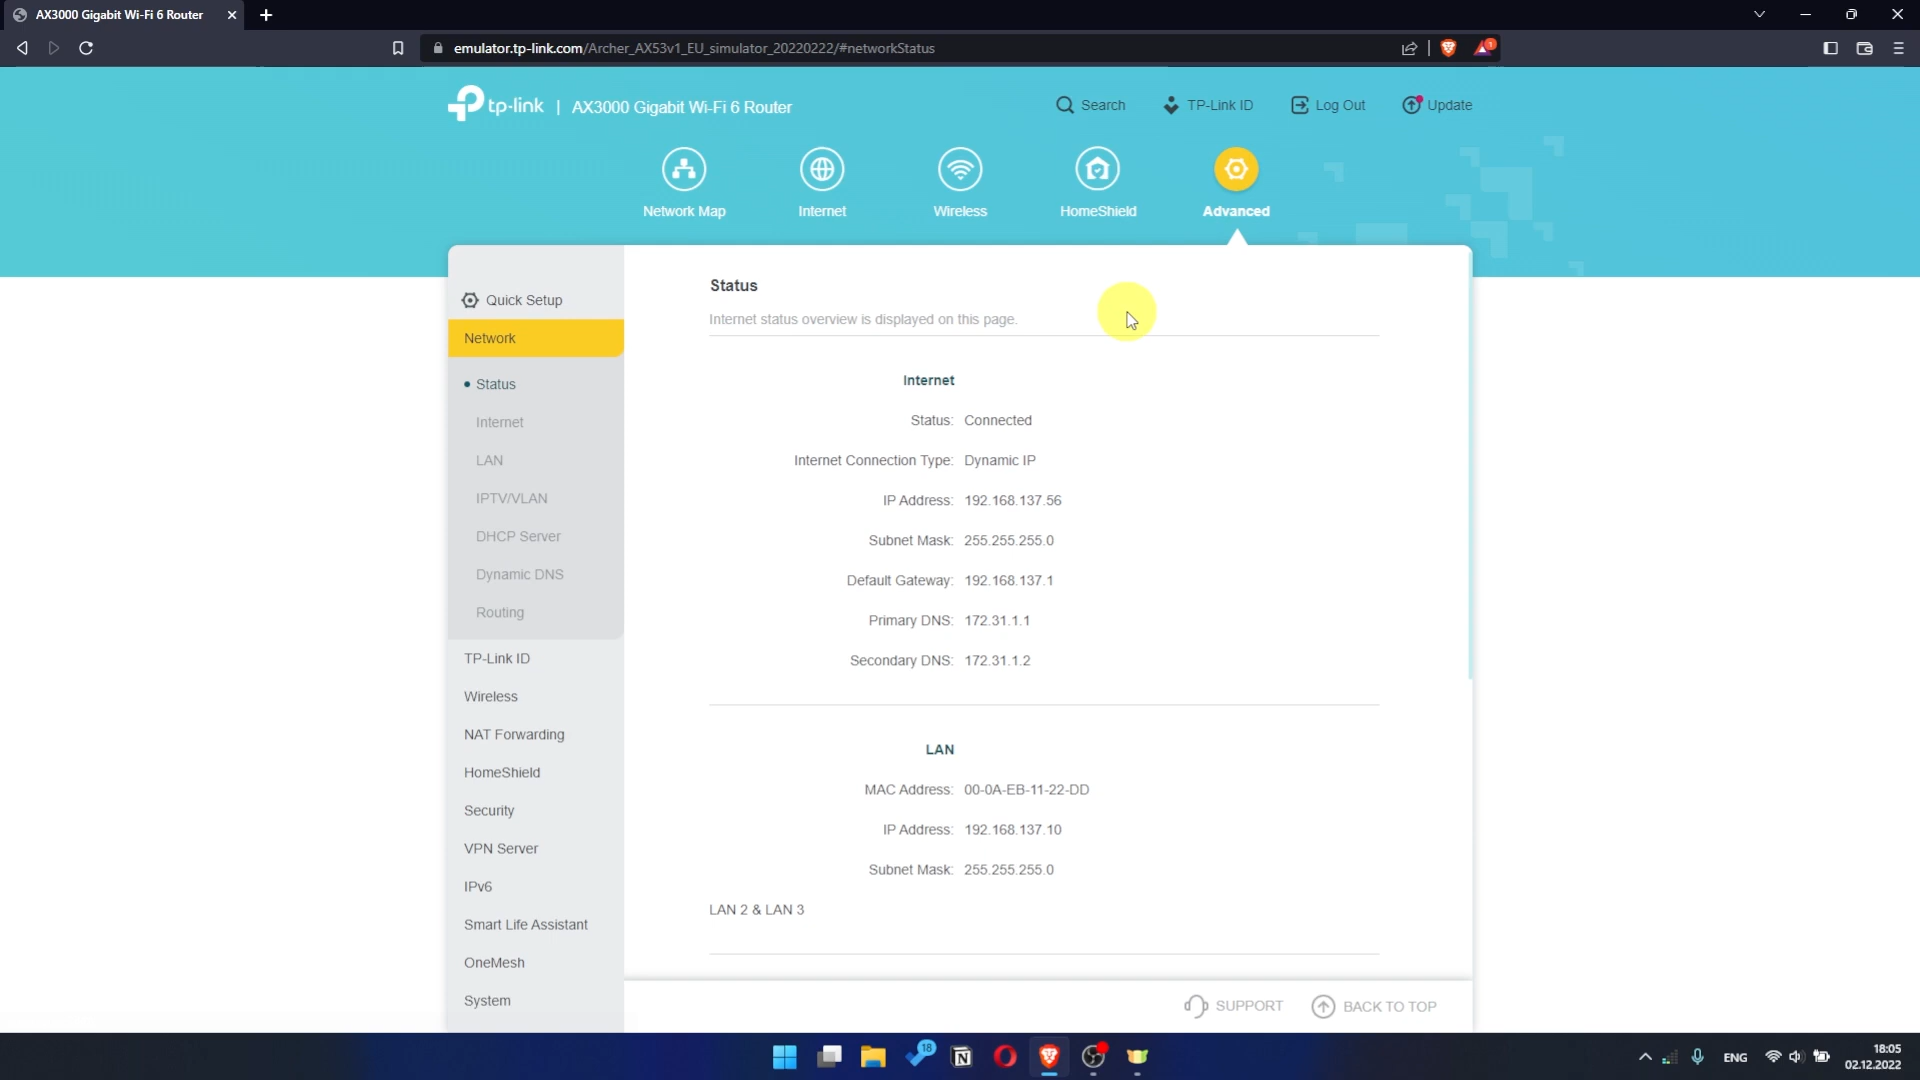 AX3000 Gigabit Wi-Fi 6 Router
emulator.tp-link.com/Archer_AX53v1_EU_simulator_20220222/#networkStatus
1
tp-link | AX3000 Gigabit Wi-Fi 6 Router
Search
TP-Link ID
Log Out
Update
Network Map
Internet
Wireless
HomeShield
Advanced
Quick Setup
Network
Status
Internet
LAN
IPTV/VLAN
DHCP Server
Dynamic DNS
Routing
TP-Link ID
Wireless
NAT Forwarding
HomeShield
Security
VPN Server
IPv6
Smart Life Assistant
OneMesh
System
Status
Internet status overview is displayed on this page.
Internet
Status: Connected
Internet Connection Type: Dynamic IP
IP Address: 192.168.137.56
Subnet Mask: 255.255.255.0
Default Gateway: 192.168.137.1
Primary DNS: 172.31.1.1
Secondary DNS: 172.31.1.2
LAN
MAC Address: 00-0A-EB-11-22-DD
IP Address: 192.168.137.10
Subnet Mask: 255.255.255.0
LAN 2 & LAN 3
SUPPORT
BACK TO TOP
18
ENG
18:05
02.12.2022